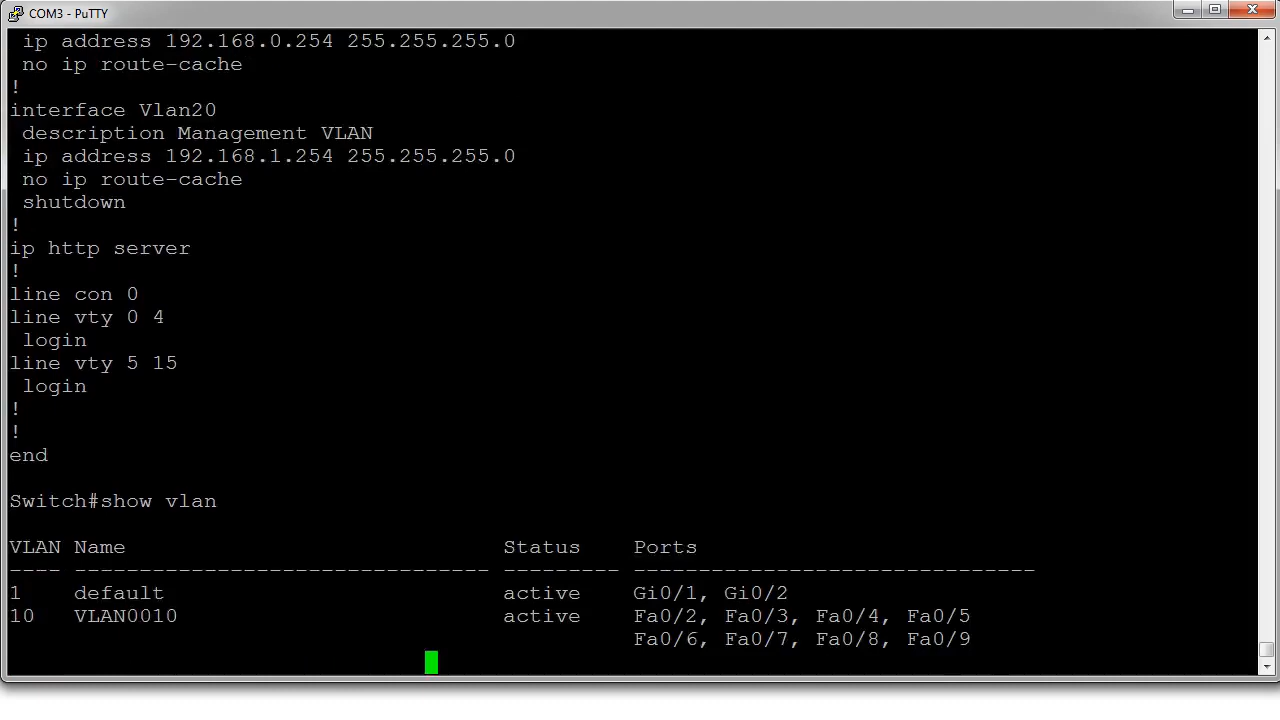 COM3 - PuTTY
ip address 192.168.0.254 255.255.255.0
no ip route-cache
!
interface Vlan20
description Management VLAN
ip address 192.168.1.254 255.255.255.0
no ip route-cache
shutdown
!
ip http server
!
line con 0
line vty 0 4
login
line vty 5 15
login
!
!
end
Switch#show vlan
VLAN Name Status Ports
---- -------------------------------- --------- -------------------------------
1 default active Gi0/1, Gi0/2
10 VLAN0010 active Fa0/2, Fa0/3, Fa0/4, Fa0/5
Fa0/6, Fa0/7, Fa0/8, Fa0/9